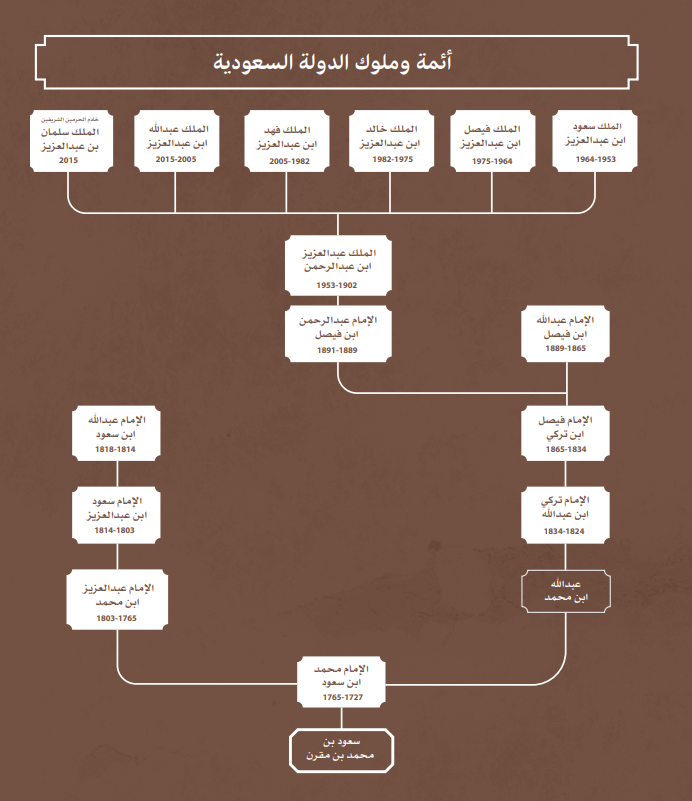 أئمة وملوك الدولة السعودية
الملك سعود
ابن عبدالعزيز
1964-1953
الملك فيصل
ابن عبدالعزيز
1975-1964
الملك خالد
ابن عبدالعزيز
1982-1975
الملك فهد
ابن عبدالعزيز
2005-1982
الملك عبدالله
ابن عبدالعزيز
2015-2005
خادم الحرمين الشريفين
الملك سلمان
بن عبدالعزيز
2015
الملك عبدالعزيز
ابن عبدالرحمن
1953-1902
الإمام عبدالله
ابن فيصل
1889-1865
الإمام عبدالرحمن
ابن فيصل
1891-1889
الإمام فيصل
ابن تركي
1865-1834
الإمام عبدالله
ابن سعود
1818-1814
الإمام تركي
ابن عبدالله
1834-1824
الإمام سعود
ابن عبدالعزيز
1814-1803
عبدالله
ابن محمد
الإمام عبدالعزيز
ابن محمد
1803-1765
الإمام محمد
ابن سعود
1765-1727
سعود بن
محمد بن مقرن